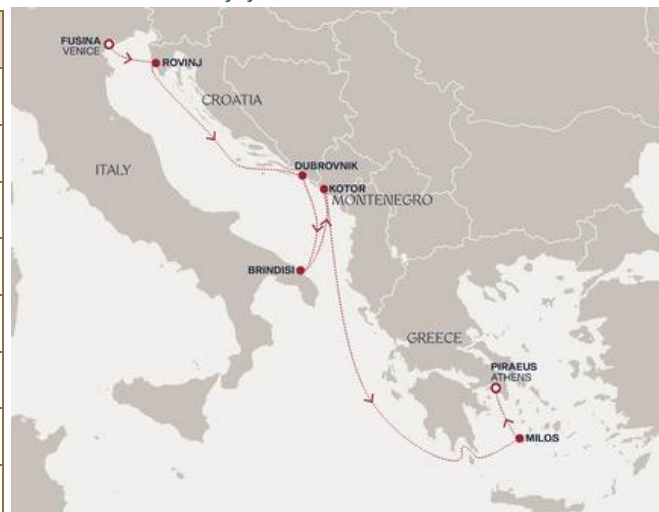 FUSINA
VENICE
ROVINJ
CROATIA
ITALY
DUBROVNIK
KOTOR
MONTENEGRO
BRINDISI
GREECE
PIRAEUS
ATHENS
MILOS